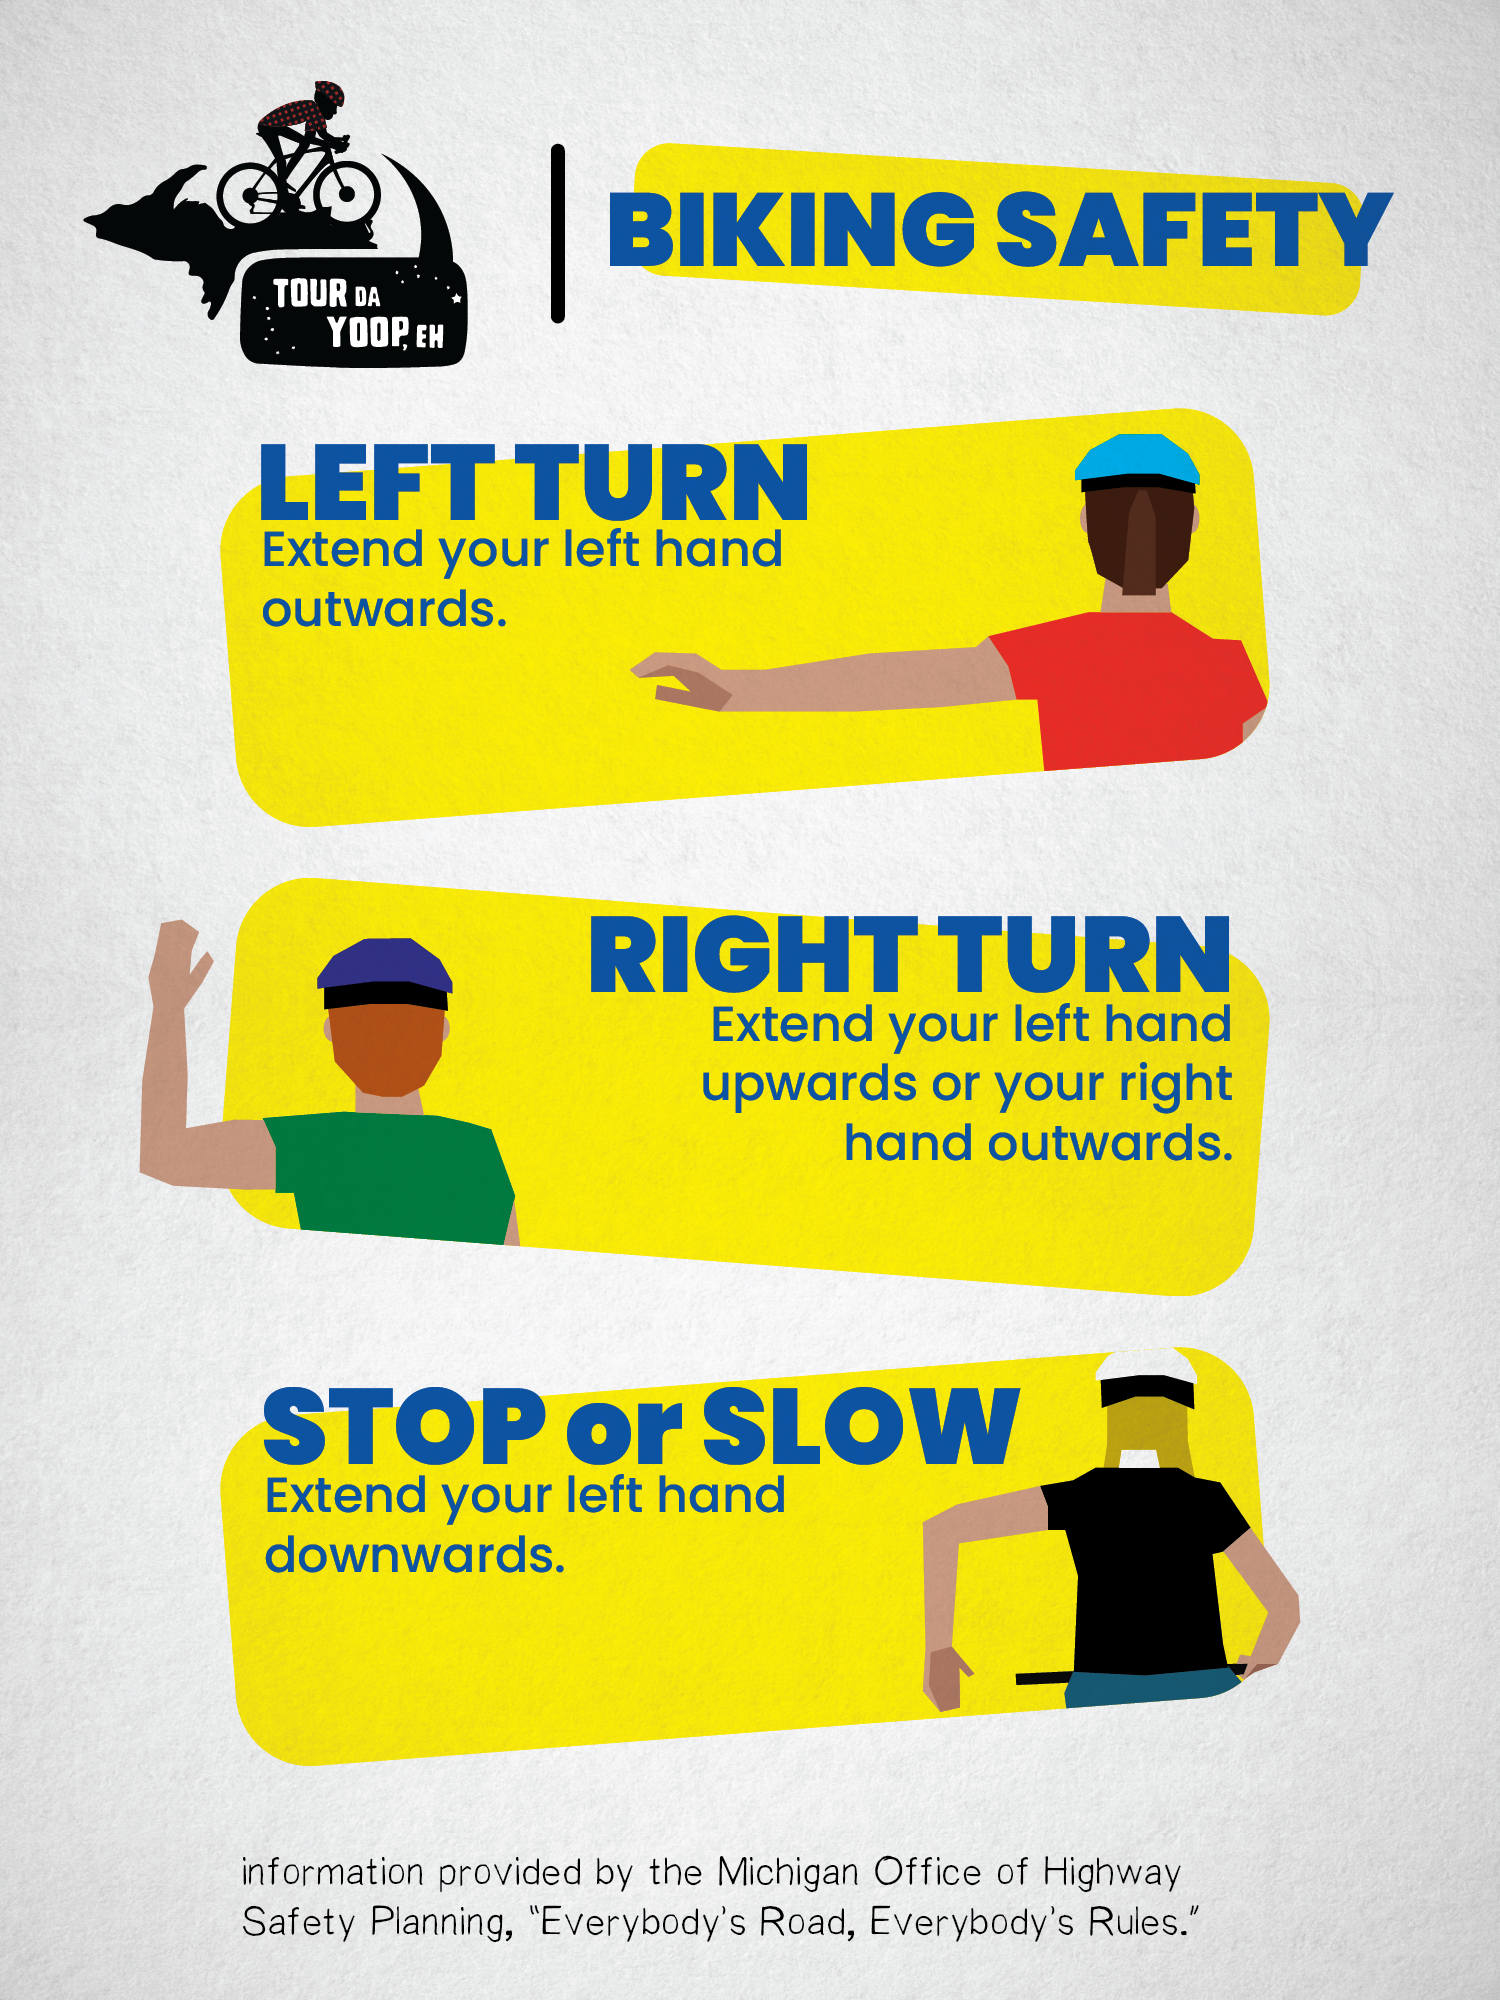 TOUR DA
YOOP, EH
BIKING SAFETY
LEFT TURN
Extend your left hand
outwards.
RIGHT TURN
Extend your left hand
upwards or your right
hand outwards.
STOP or SLOW
Extend your left hand
downwards.
information provided by the Michigan Office of Highway
Safety Planning, “Everybody’s Road, Everybody’s Rules.”